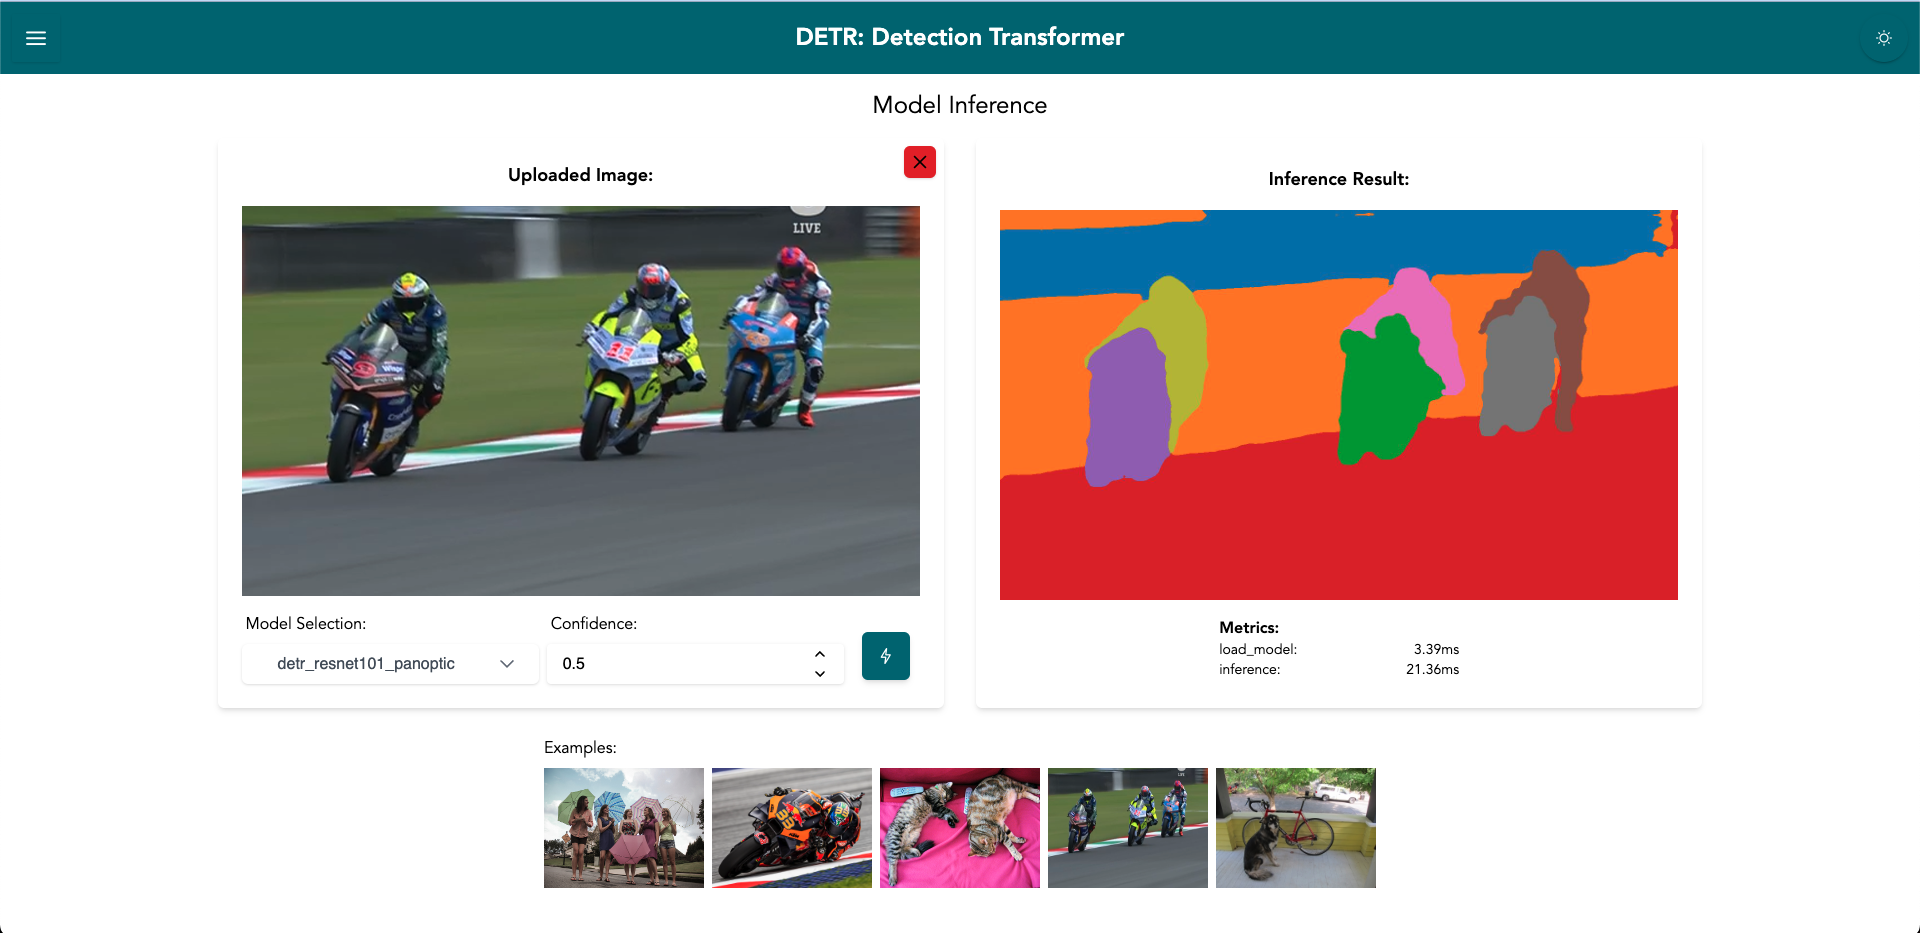 DETR: Detection Transformer
Model Inference
Uploaded Image:
LIVE
Model Selection:
Confidence:
detr_resnet101_panoptic
0.5
Inference Result:
Metrics:
load_model: 3.39ms
inference: 21.36ms
Examples: